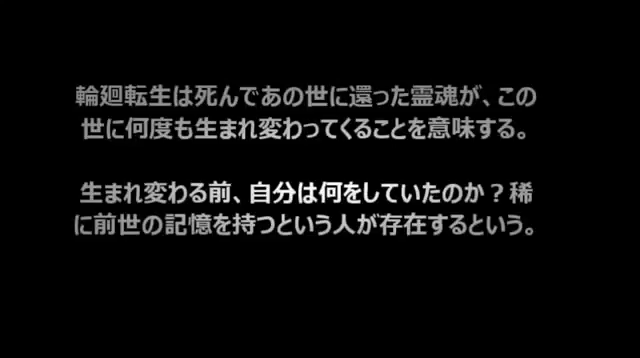 輪廻転生は死んであの世に還った霊魂が、この
世に何度も生まれ変わってくることを意味する。
生まれ変わる前、自分は何をしていたのか？稀
に前世の記憶を持つという人が存在するという。